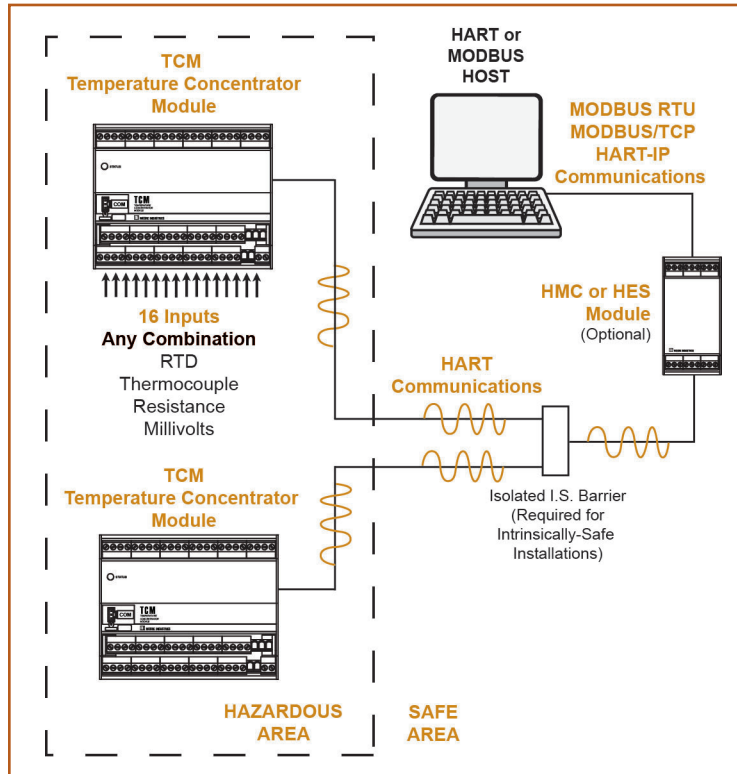 TCM
Temperature Concentrator
Module
STATUS
COM
TCM
16 Inputs
Any Combination
RTD
Thermocouple
Resistance
Millivolts
TCM
Temperature Concentrator
Module
STATUS
COM
TCM
HAZARDOUS
AREA
SAFE
AREA
HART or
MODBUS
HOST
MODBUS RTU
MODBUS/TCP
HART-IP
Communications
HMC or HES
Module
(Optional)
HART
Communications
Isolated I.S. Barrier
(Required for
Intrinsically-Safe
Installations)